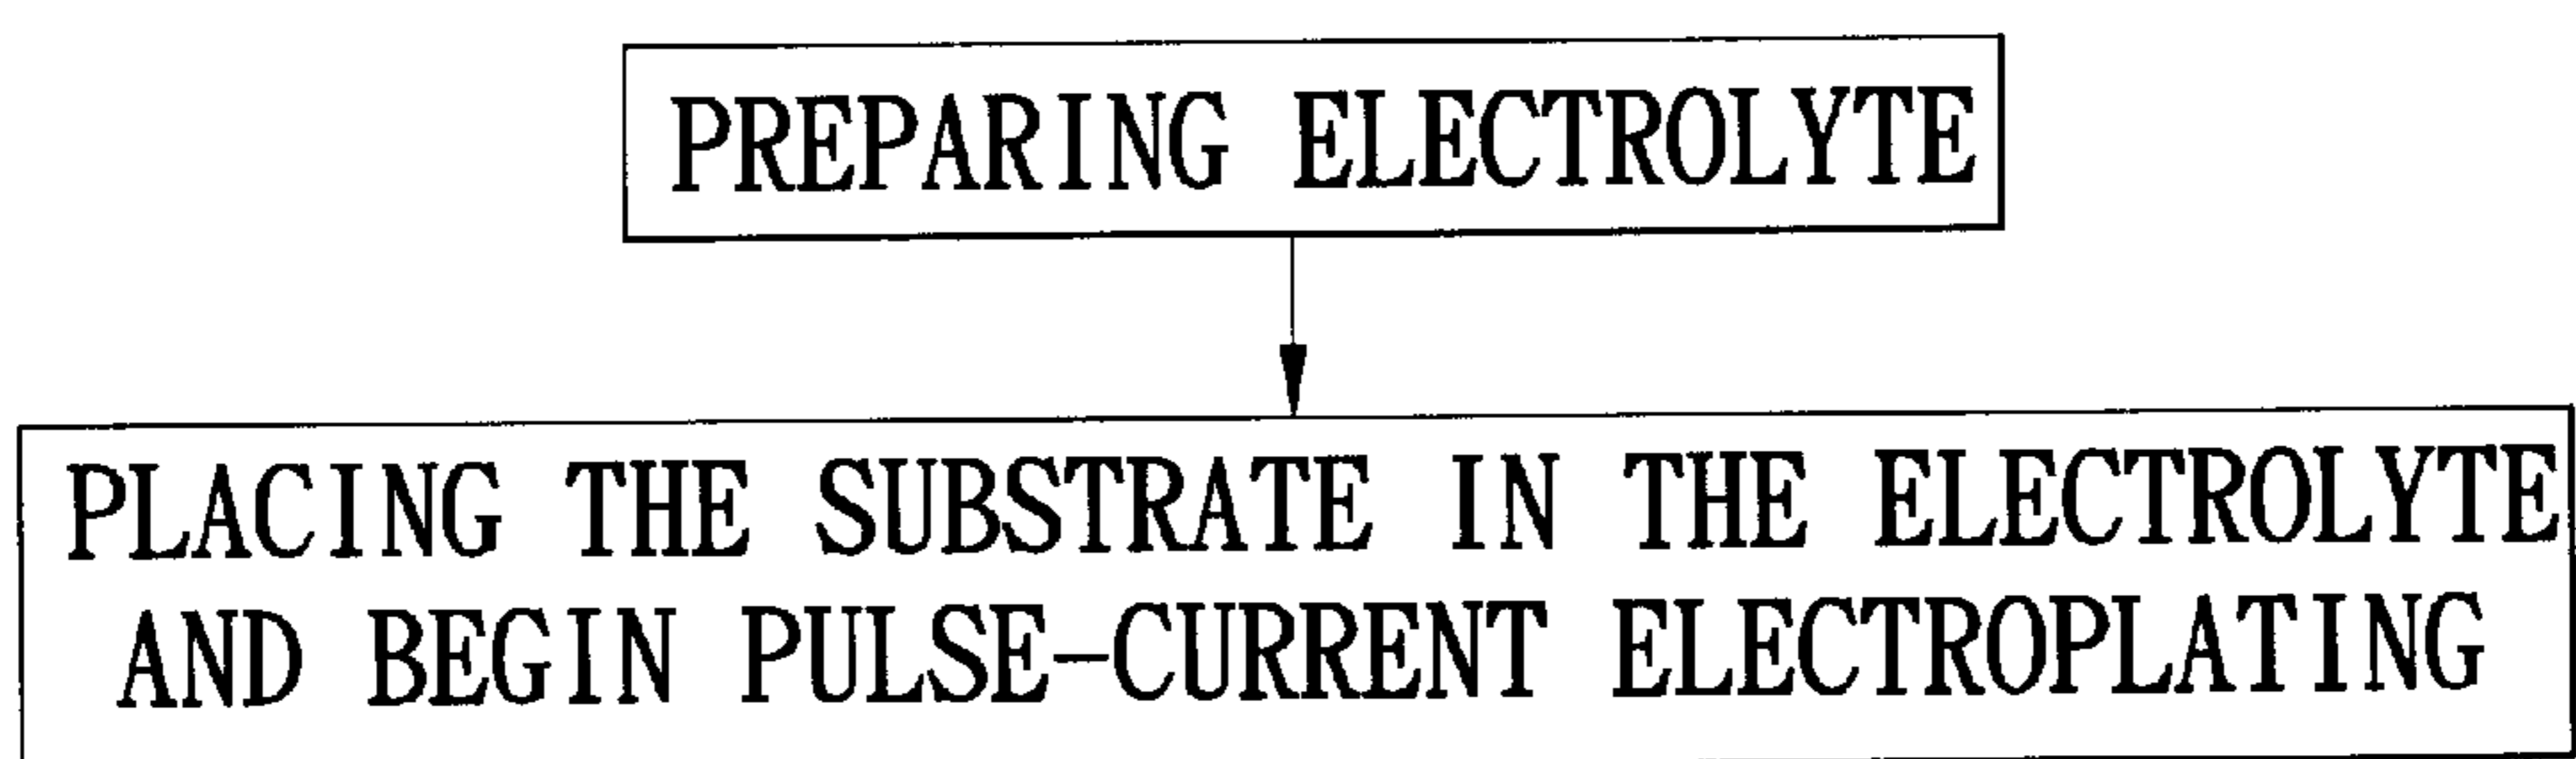 PREPARING ELECTROLYTE
PLACING THE SUBSTRATE IN THE ELECTROLYTE
AND BEGIN PULSE-CURRENT ELECTROPLATING